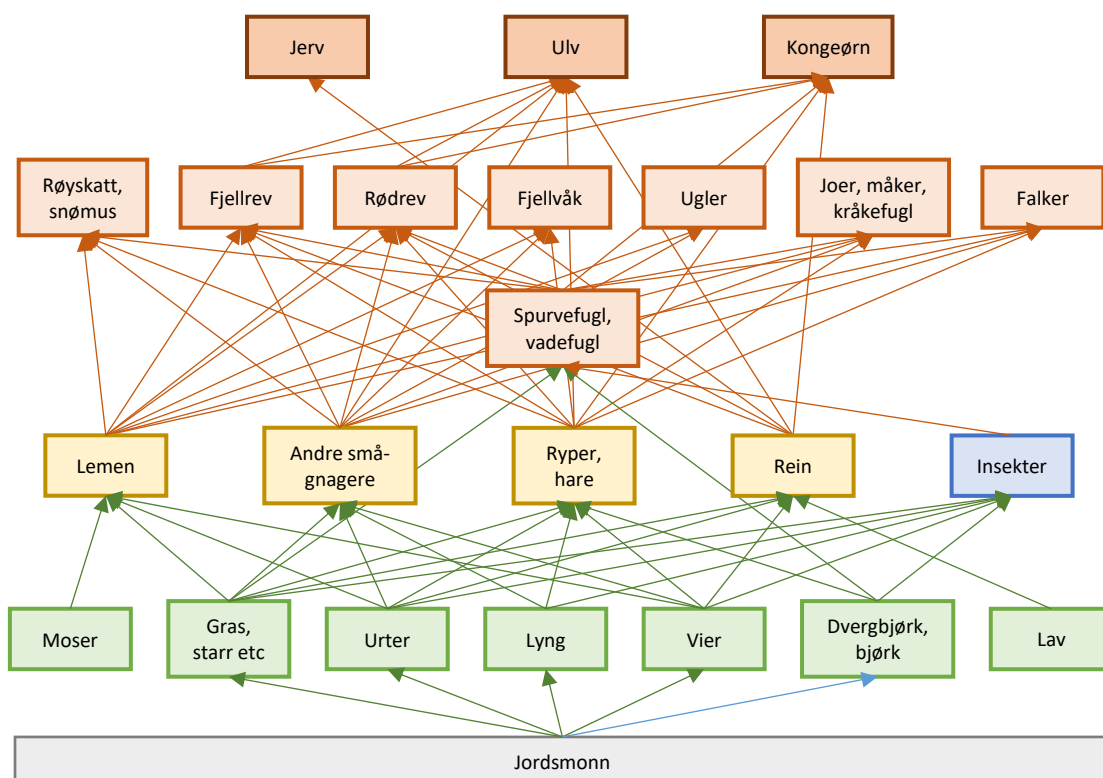 Jerv
Ulv
Kongeørn
Røyskatt,
snømus
Fjellrev
Rødrev
Fjellvåk
Ugler
Joer, måker,
kråkefugl
Falker
Spurvefugl,
vadefugl
Lemen
Andre små-
gnagere
Ryper,
hare
Rein
Insekter
Moser
Gras,
starr etc
Urter
Lyng
Vier
Dvergbjørk,
bjørk
Lav
Jordsmonn